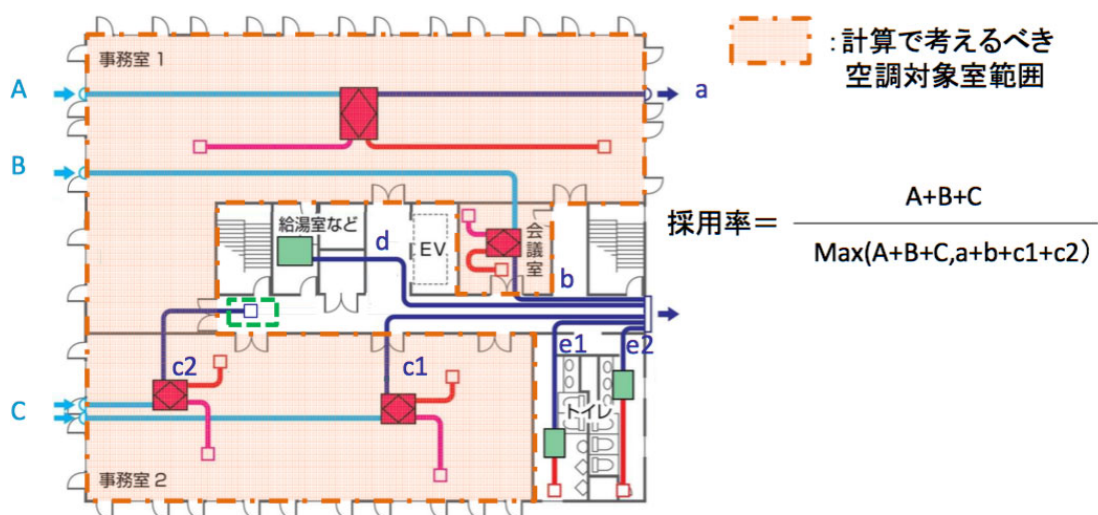 事務室1
:計算で考えるべき
空調対象室範囲
A
a
B
採用率＝
A+B+C
Max(A+B+C,a+b+c1+c2)
給湯室など
d
EV
会議室
b
c2
c1
e1
e2
C
トイレ
事務室2